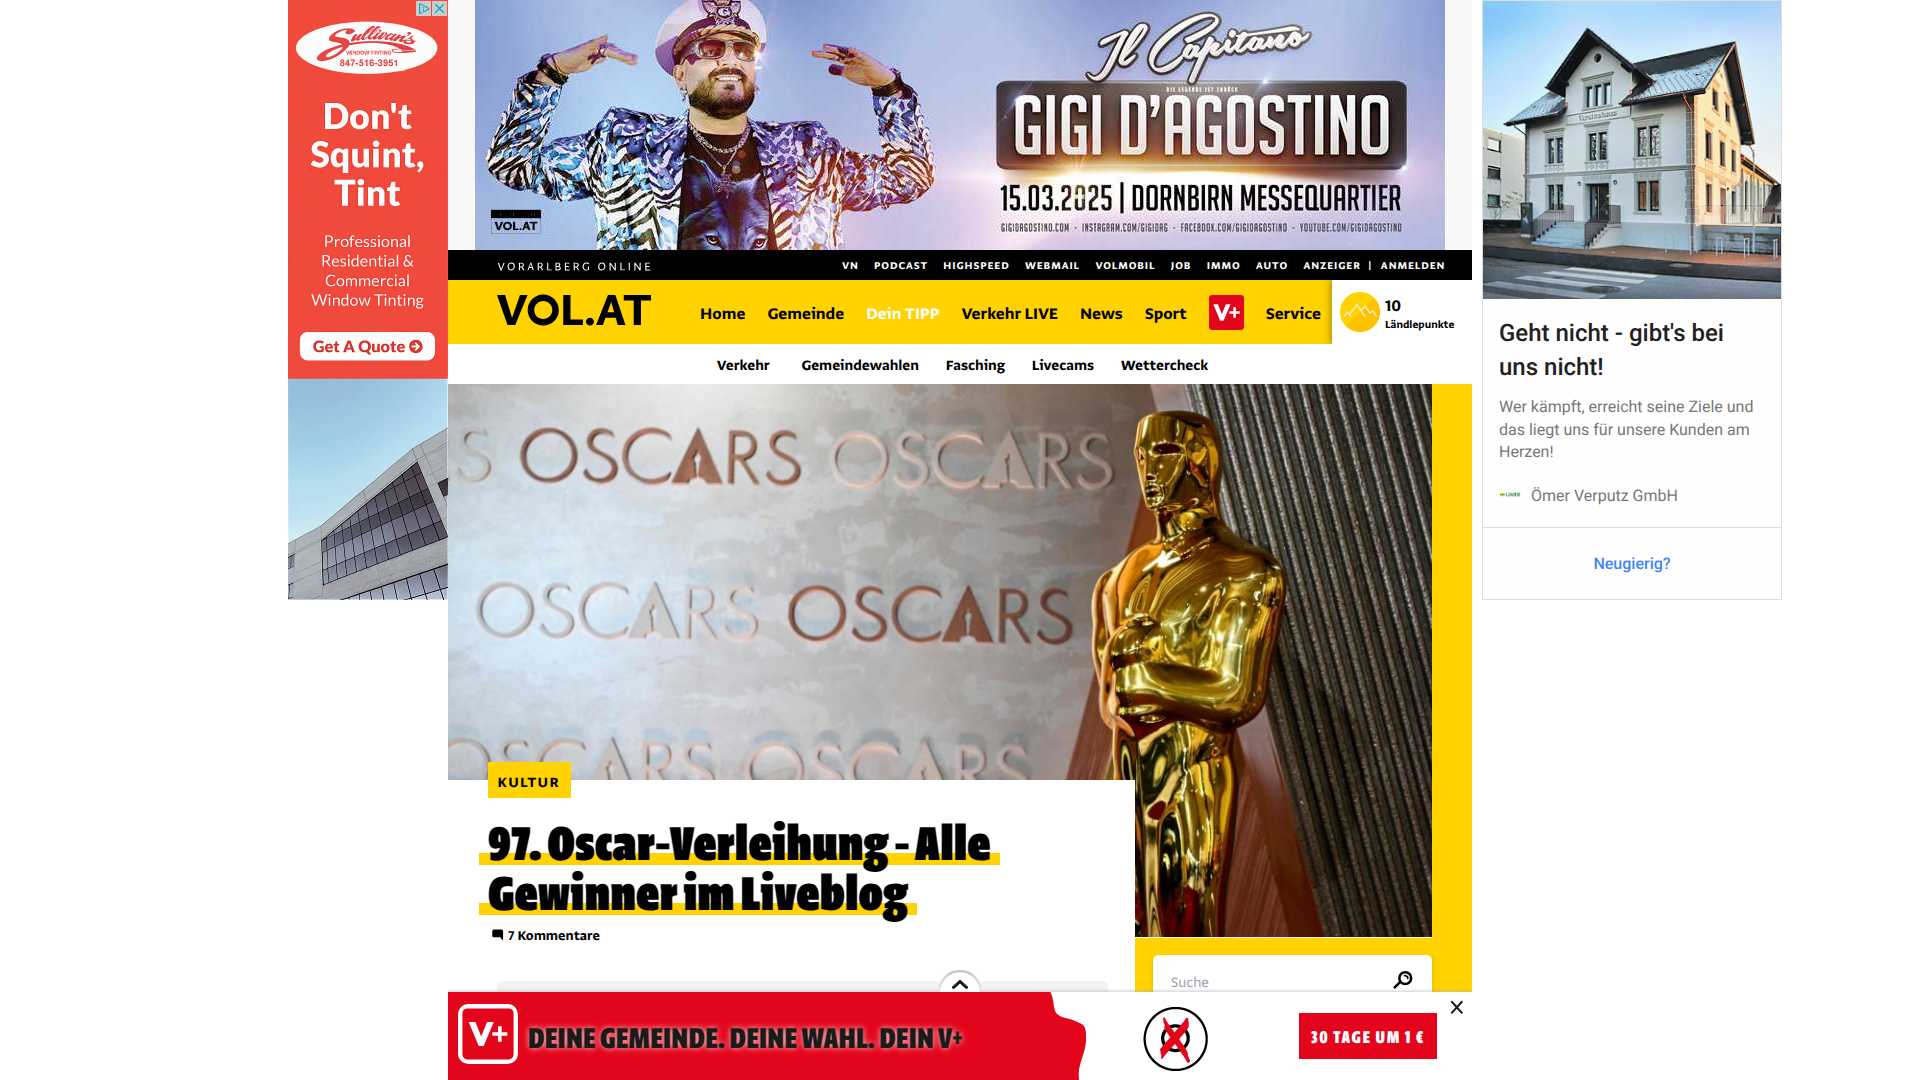 Sullivan's
WINDOW TINTING
847-516-3951
Don't
Squint,
Tint
Professional
Residential &
Commercial
Window Tinting
Get A Quote
VOL.AT
Il Capitano
DIE LEGENDE IST ZURÜCK
GIGI D'AGOSTINO
15.03.2025 | DORNBIRN MESSEQUARTIER
GIGIDAGOSTINO.COM - INSTAGRAM.COM/GIGIDAG - FACEBOOK.COM/GIGIDAGOSTINO - YOUTUBE.COM/GIGIDAGOSTINO
VORARLBERG ONLINE
VN PODCAST HIGHSPEED WEBMAIL VOLMOBIL JOB IMMO AUTO ANZEIGER | ANMELDEN
VOL.AT
Home Gemeinde Dein TIPP Verkehr LIVE News Sport V+ Service
10
Ländlepunkte
Verkehr Gemeindewahlen Fasching Livecams Wettercheck
S OSCARS OSCARS
OSCARS OSCARS
OSCARS OSCARS
KULTUR
97. Oscar-Verleihung - Alle
Gewinner im Liveblog
7 Kommentare
Suche
V+ DEINE GEMEINDE. DEINE WAHL. DEIN V+
30 TAGE UM 1 €
Geht nicht - gibt's bei
uns nicht!
Wer kämpft, erreicht seine Ziele und
das liegt uns für unsere Kunden am
Herzen!
Ömer Verputz GmbH
Neugierig?